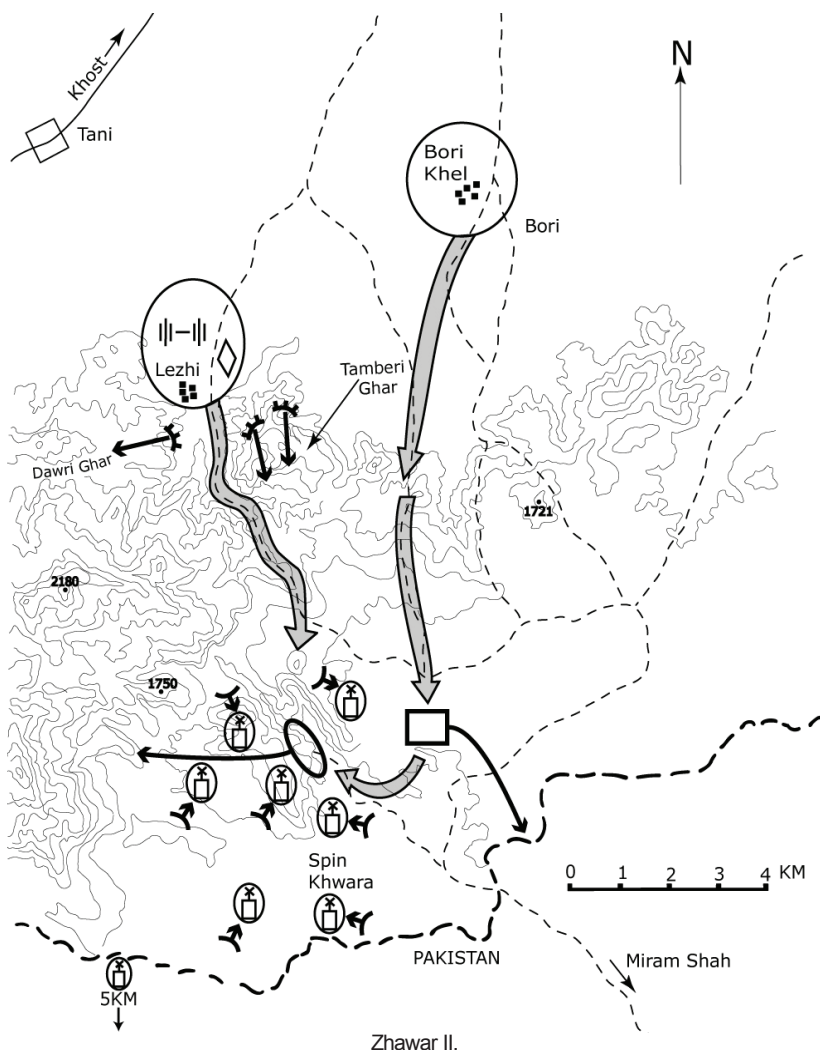 N
Khost
Tani
Bori
Khel
Bori
Lezhi
Tamberi
Ghar
Dawri Ghar
1721
2180
1750
Spin
Khwara
0 1 2 3 4 KM
PAKISTAN
Miram Shah
5KM
Zhawar II.